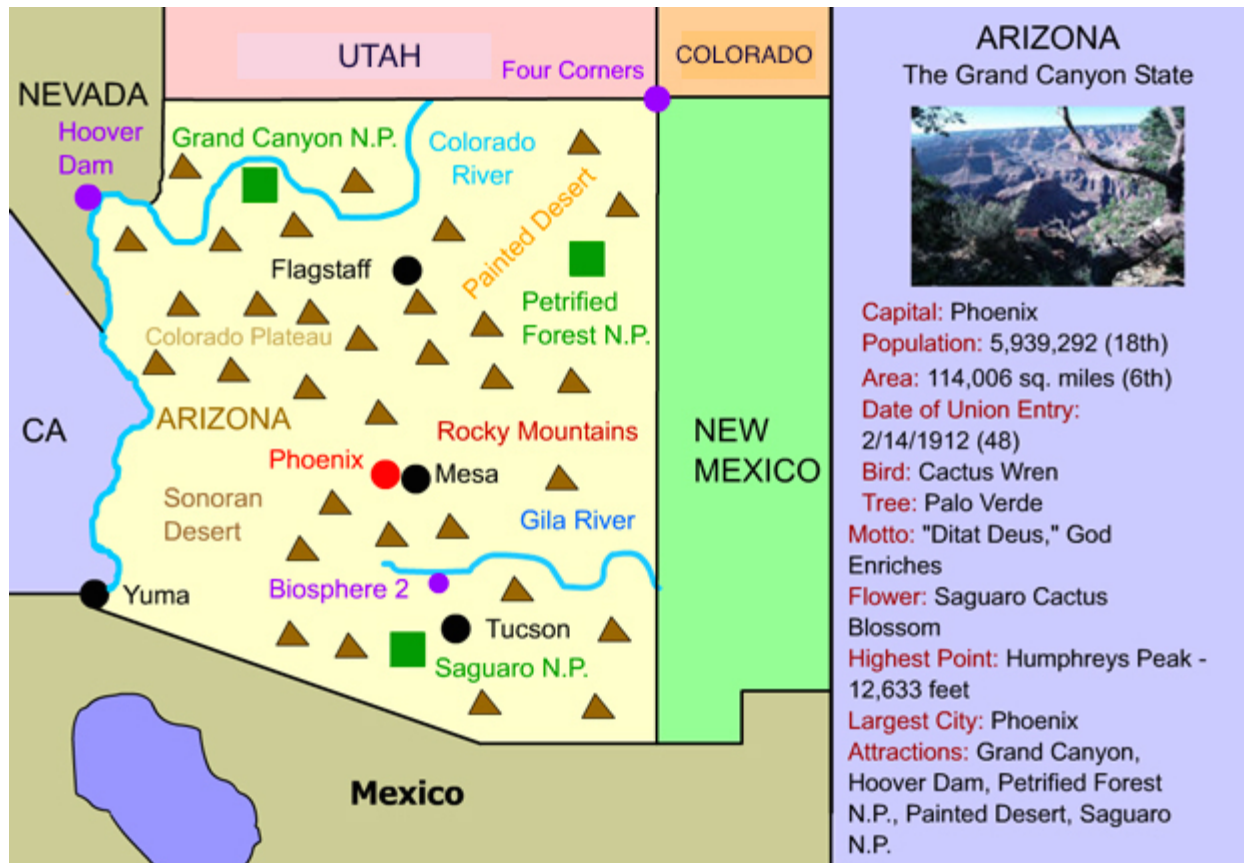 UTAH
COLORADO
Four Corners
NEVADA
Hoover
Dam
Grand Canyon N.P.
Colorado
River
Painted Desert
Flagstaff
Petrified
Forest N.P.
Colorado Plateau
CA
ARIZONA
Rocky Mountains
NEW
MEXICO
Phoenix
Mesa
Sonoran
Desert
Gila River
Biosphere 2
Yuma
Tucson
Saguaro N.P.
Mexico
ARIZONA
The Grand Canyon State
Capital: Phoenix
Population: 5,939,292 (18th)
Area: 114,006 sq. miles (6th)
Date of Union Entry:
2/14/1912 (48)
Bird: Cactus Wren
Tree: Palo Verde
Motto: "Ditat Deus," God
Enriches
Flower: Saguaro Cactus
Blossom
Highest Point: Humphreys Peak -
12,633 feet
Largest City: Phoenix
Attractions: Grand Canyon,
Hoover Dam, Petrified Forest
N.P., Painted Desert, Saguaro
N.P.